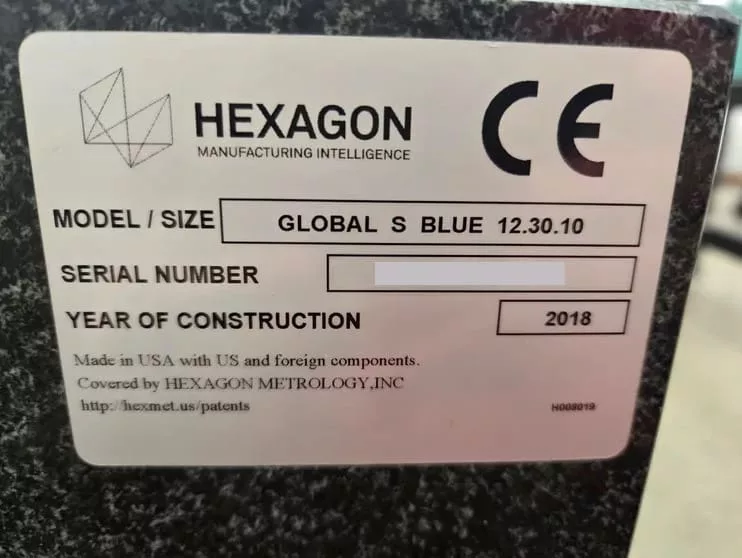 HEXAGON
MANUFACTURING INTELLIGENCE
CE
MODEL / SIZE GLOBAL S BLUE 12.30.10
SERIAL NUMBER
YEAR OF CONSTRUCTION 2018
Made in USA with US and foreign components.
Covered by HEXAGON METROLOGY,INC
http://hexmet.us/patents
H008019